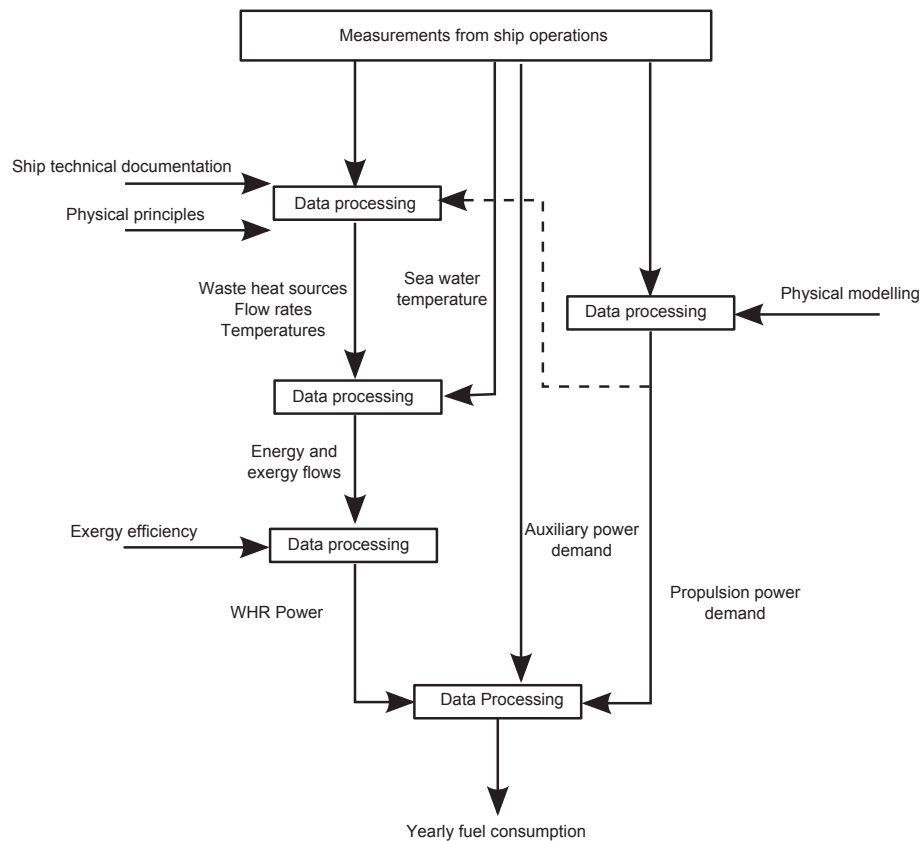 Measurements from ship operations
Ship technical documentation
Data processing
Physical principles
Waste heat sources
Flow rates
Temperatures
Sea water
temperature
Physical modelling
Data processing
Data processing
Energy and
exergy flows
Exergy efficiency
Data processing
Auxiliary power
demand
WHR Power
Propulsion power
demand
Data Processing
Yearly fuel consumption